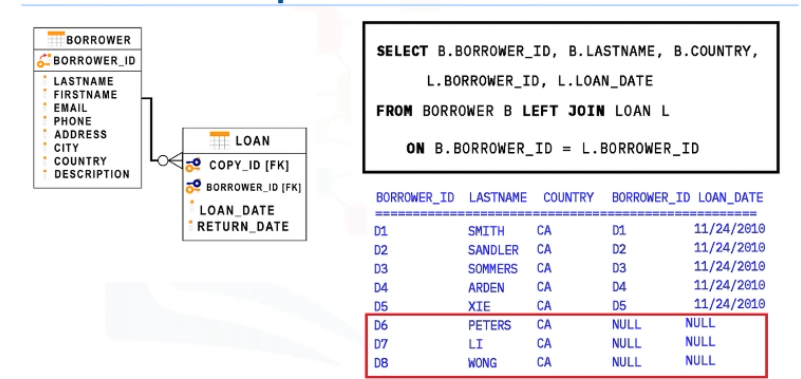 BORROWER
BORROWER_ID
LASTNAME
FIRSTNAME
EMAIL
PHONE
ADDRESS
CITY
COUNTRY
DESCRIPTION
LOAN
COPY_ID [FK]
BORROWER_ID [FK]
LOAN_DATE
RETURN_DATE
SELECT B.BORROWER_ID, B.LASTNAME, B.COUNTRY,
L.BORROWER_ID, L.LOAN_DATE
FROM BORROWER B LEFT JOIN LOAN L
ON B.BORROWER_ID = L.BORROWER_ID
BORROWER_ID LASTNAME COUNTRY BORROWER_ID LOAN_DATE
D1 SMITH CA D1 11/24/2010
D2 SANDLER CA D2 11/24/2010
D3 SOMMERS CA D3 11/24/2010
D4 ARDEN CA D4 11/24/2010
D5 XIE CA D5 11/24/2010
D6 PETERS CA NULL NULL
D7 LI CA NULL NULL
D8 WONG CA NULL NULL